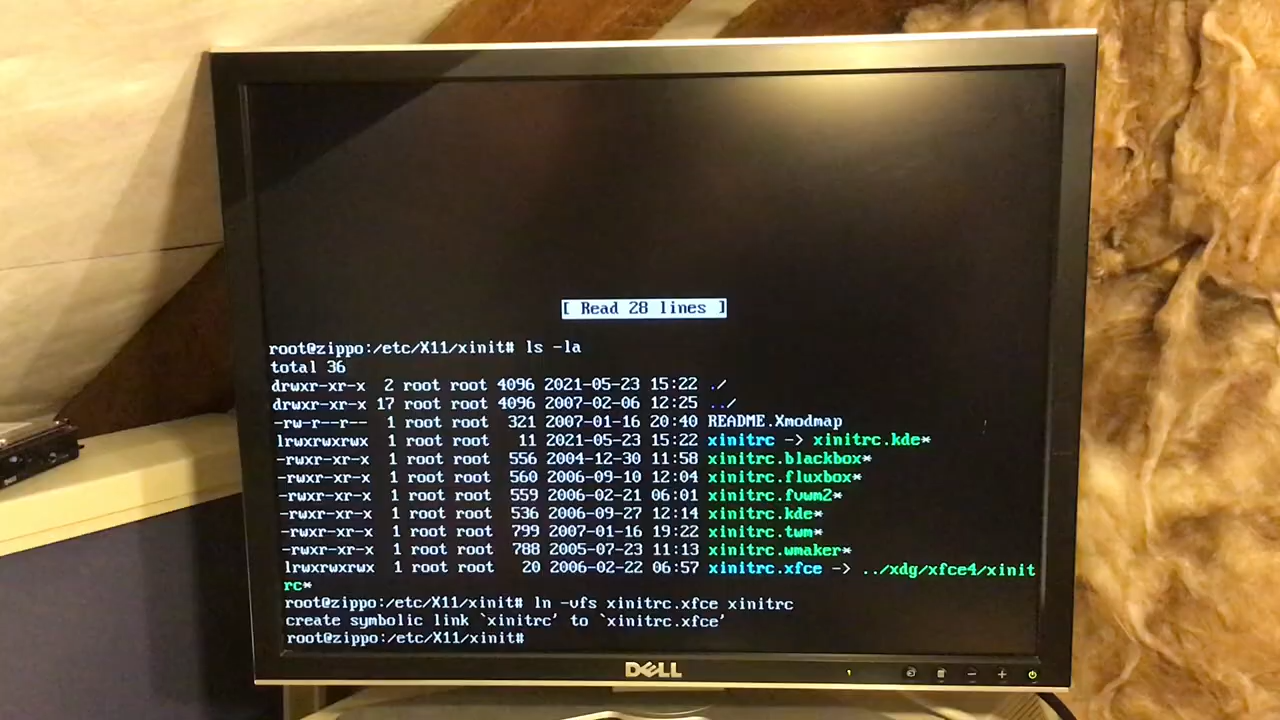 [ Read 28 lines ]
root@zippo:/etc/X11/xinit# ls -la
total 36
drwxr-xr-x  2 root root 4096 2021-05-23 15:22 ./
drwxr-xr-x 17 root root 4096 2007-02-06 12:25 ../
-rw-r--r--  1 root root  321 2007-01-16 20:40 README.Xmodmap
lrwxrwxrwx  1 root root   11 2021-05-23 15:22 xinitrc -> xinitrc.kde*
-rwxr-xr-x  1 root root  556 2004-12-30 11:58 xinitrc.blackbox*
-rwxr-xr-x  1 root root  560 2006-09-10 12:04 xinitrc.fluxbox*
-rwxr-xr-x  1 root root  559 2006-02-21 06:01 xinitrc.fvwm2*
-rwxr-xr-x  1 root root  536 2006-09-27 12:14 xinitrc.kde*
-rwxr-xr-x  1 root root  799 2007-01-16 19:22 xinitrc.twm*
-rwxr-xr-x  1 root root  788 2005-07-23 11:13 xinitrc.wmaker*
lrwxrwxrwx  1 root root   20 2006-02-22 06:57 xinitrc.xfce -> ../xdg/xfce4/xinit
rc*
root@zippo:/etc/X11/xinit# ln -vfs xinitrc.xfce xinitrc
create symbolic link `xinitrc' to `xinitrc.xfce'
root@zippo:/etc/X11/xinit#
DELL